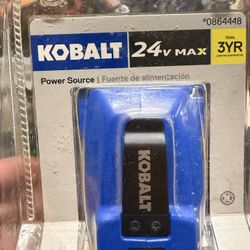 *0864448
KOBALT 24V MAX
TOOL
3YR
Power Source | Fuente de alimentación
KOBALT